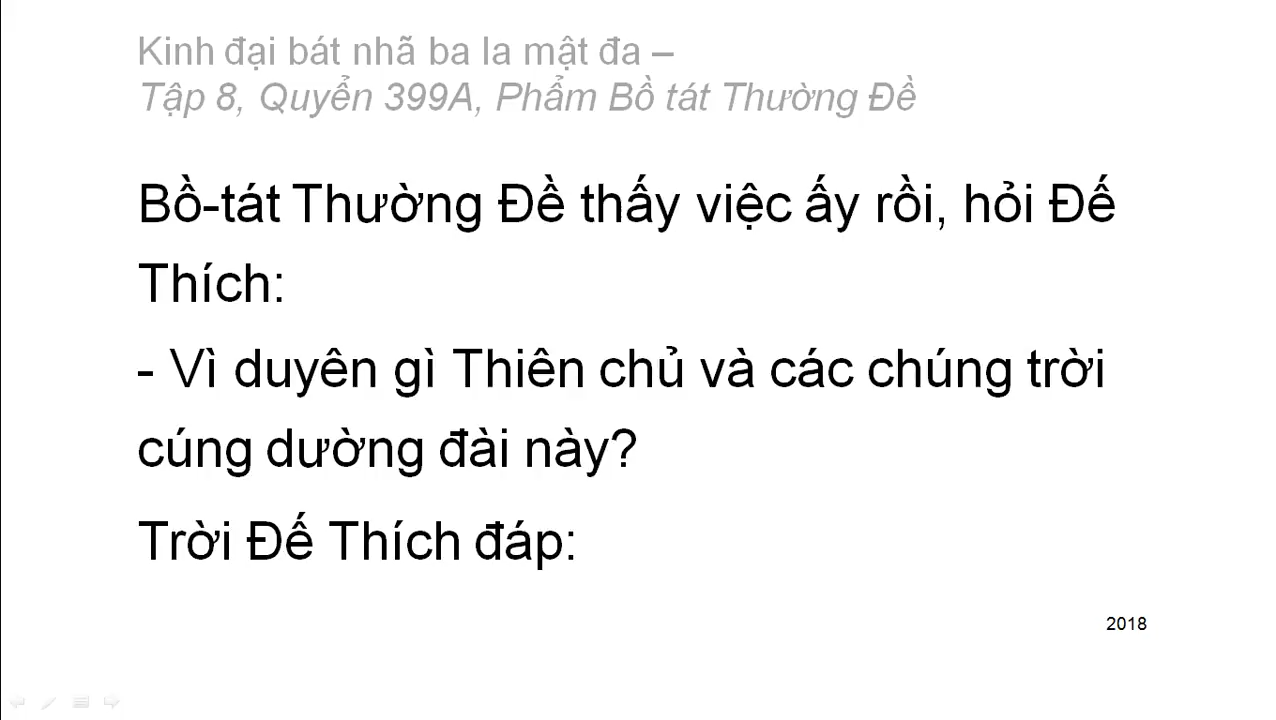 Kinh đại bát nhã ba la mật đa –
Tập 8, Quyển 399A, Phẩm Bồ tát Thường Đề
Bồ-tát Thường Đề thấy việc ấy rồi, hỏi Đế
Thích:
- Vì duyên gì Thiên chủ và các chúng trời
cúng dường đài này?
Trời Đế Thích đáp:
2018